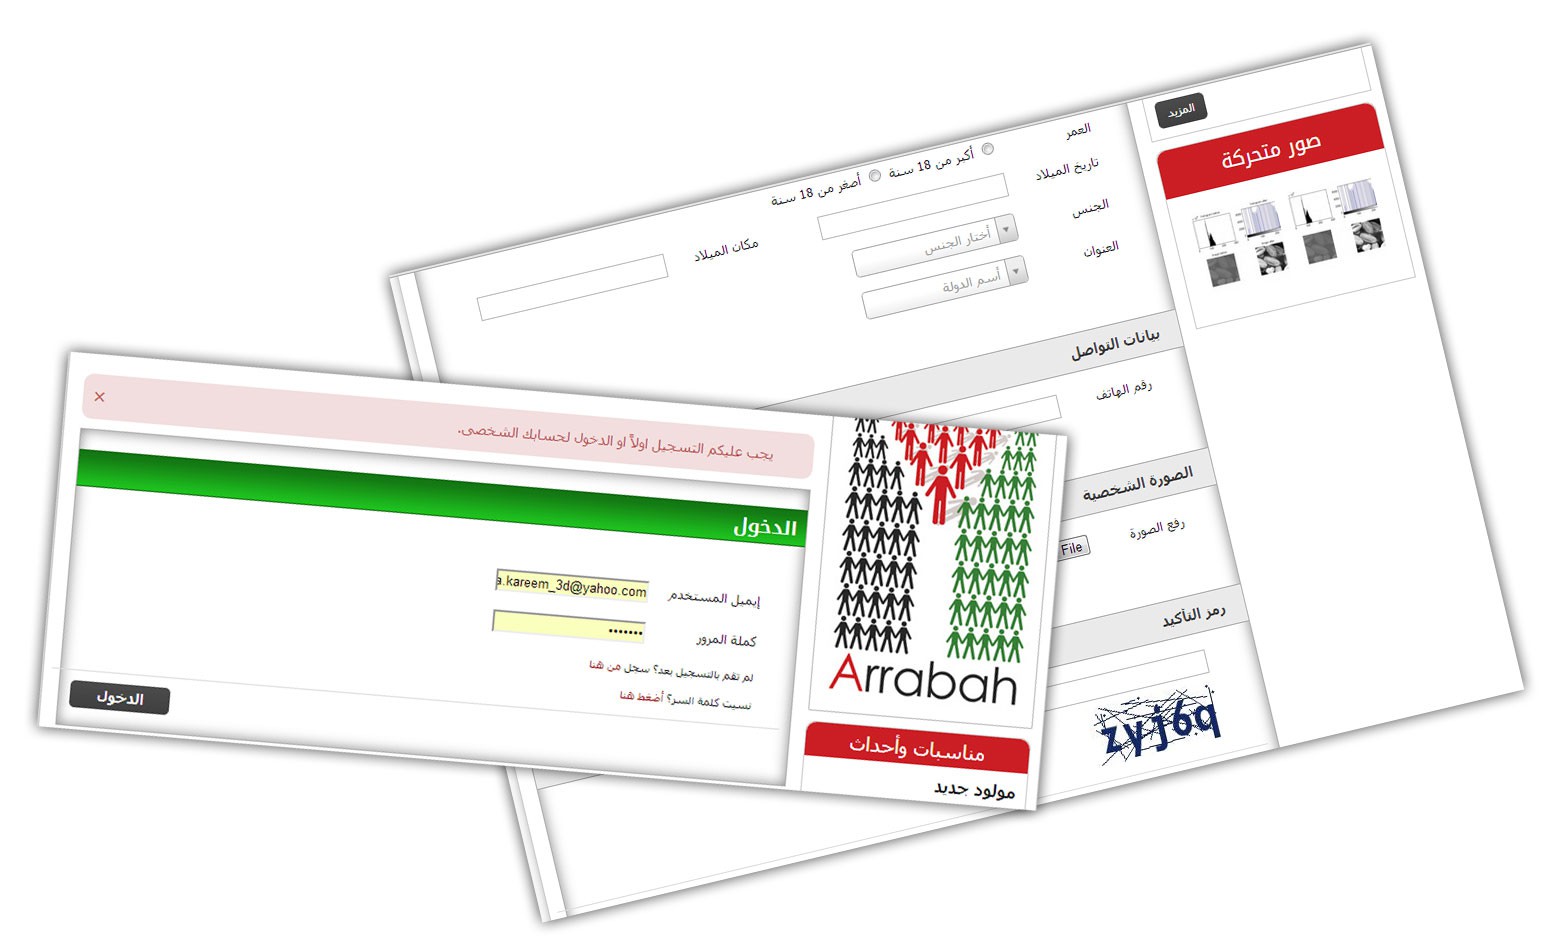 المزيد
صور متحركة
العمر
أكبر من 18 سنة
أصغر من 18 سنة
تاريخ الميلاد
مكان الميلاد
الجنس
أختار الجنس
العنوان
أسم الدولة
بيانات التواصل
رقم الهاتف
الصورة الشخصية
رفع الصورة
File
رمز التأكيد
zyj6q
×
يجب عليكم التسجيل اولاً او الدخول لحسابك الشخصى.
الدخول
إيميل المستخدم
a.kareem_3d@yahoo.com
كملة المرور
•••••••
لم تقم بالتسجيل بعد؟ سجل من هنا
نسيت كلمة السر؟ أضغط هنا
الدخول
Arrabah
مناسبات وأحداث
مولود جديد